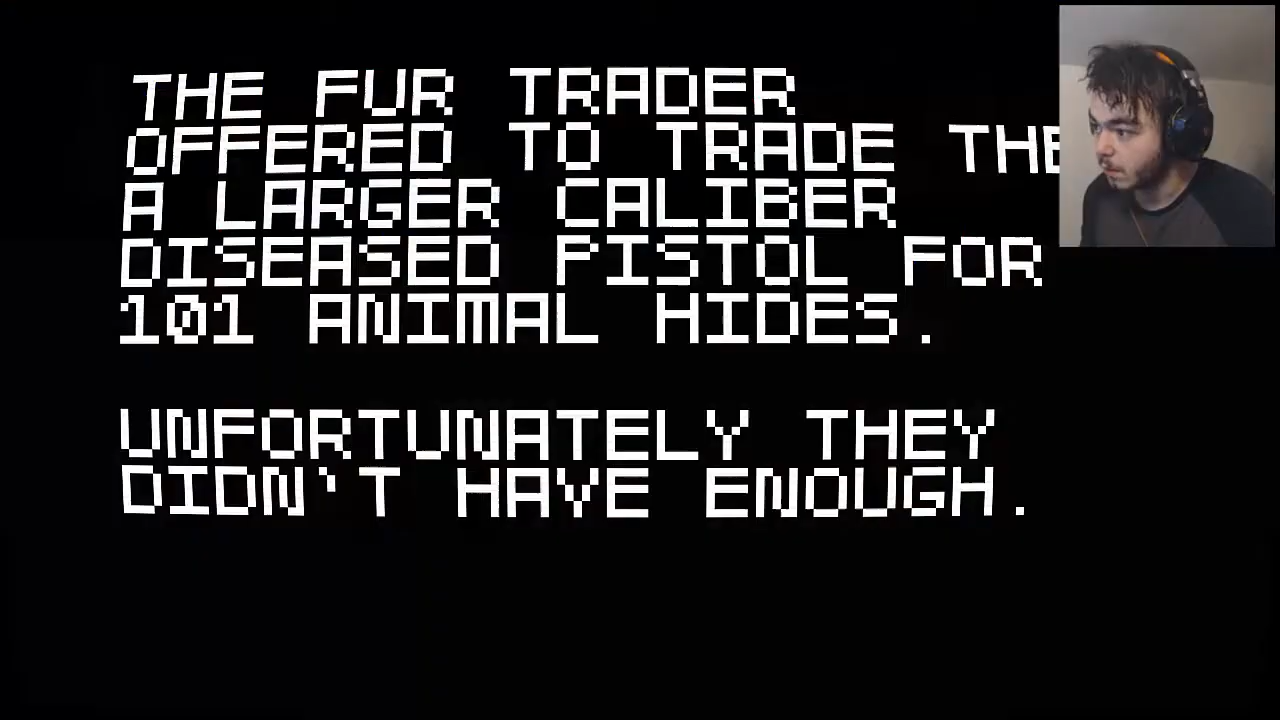 THE FUR TRADER
OFFERED TO TRADE THE
A LARGER CALIBER
DISEASED PISTOL FOR
101 ANIMAL HIDES.
UNFORTUNATELY THEY
DIDN'T HAVE ENOUGH.